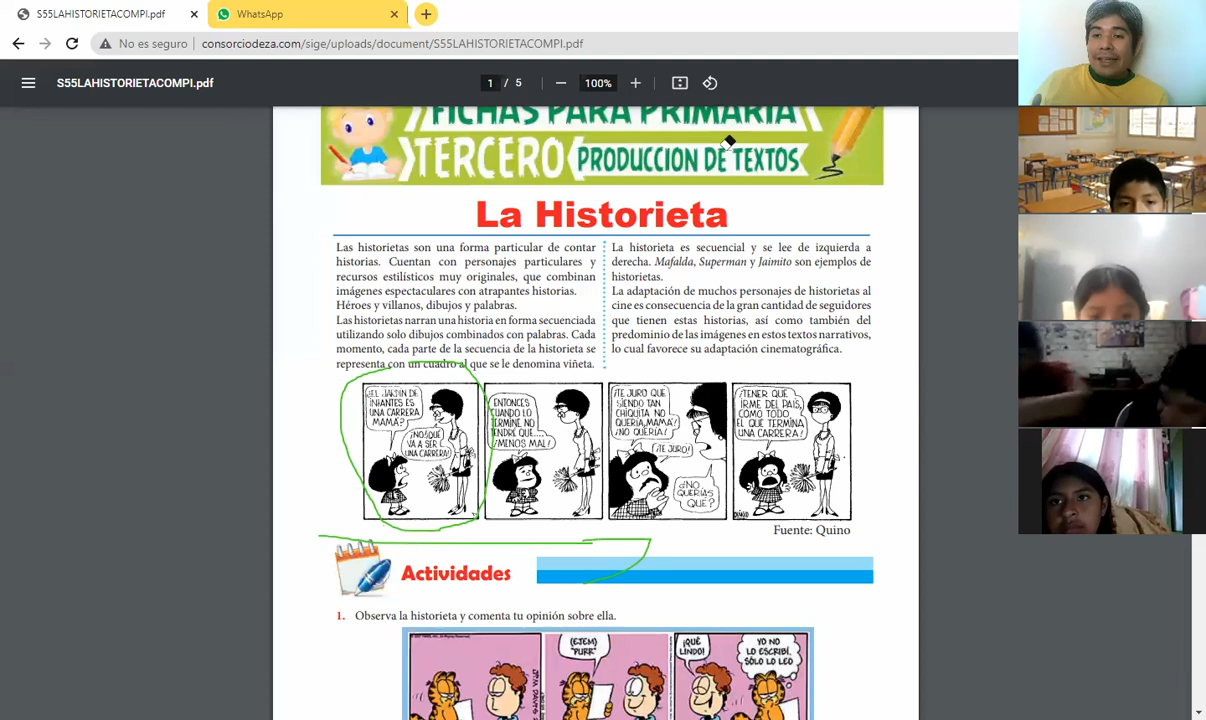 S55LAHISTORIETACOMPI.pdf
WhatsApp
No es seguro
consorciodeza.com/sige/uploads/document/S55LAHISTORIETACOMPI.pdf
S55LAHISTORIETACOMPI.pdf
1 / 5
100%
FICHAS PARA PRIMARIA
TERCERO PRODUCCION DE TEXTOS
La Historieta
Las historietas son una forma particular de contar
historias. Cuentan con personajes particulares y
recursos estilísticos muy originales, que combinan
imágenes espectaculares con atrapantes historias.
Héroes y villanos, dibujos y palabras.
Las historietas narran una historia en forma secuenciada
utilizando solo dibujos combinados con palabras. Cada
momento, cada parte de la secuencia de la historieta se
representa con un cuadro al que se le denomina viñeta.
La historieta es secuencial y se lee de izquierda a
derecha. Mafalda, Superman y Jaimito son ejemplos de
historietas.
La adaptación de muchos personajes de historietas al
cine es consecuencia de la gran cantidad de seguidores
que tienen estas historias, así como también del
predominio de las imágenes en estos textos narrativos,
lo cual favorece su adaptación cinematográfica.
¿EL JARDÍN DE
INFANTES ES
UNA CARRERA
MAMÁ?
¡NO!¡QUÉ
VA A SER
UNA CARRERA!
ENTONCES
CUANDO LO
TERMINE NO
TENDRÉ QUE....
¡MENOS MAL!
¡TE JURO QUE
SIENDO TAN
CHIQUITA NO
QUERÍA, MAMÁ!
¡NO QUERÍA!
¡TE JURO!
¿NO
QUERÍAS
QUÉ?
¡TENER QUE
IRME DEL PAÍS,
COMO TODO
EL QUE TERMINA
UNA CARRERA!
QUINO
Fuente: Quino
Actividades
1. Observa la historieta y comenta tu opinión sobre ella.
(EJEM)
"PURR"
¡QUÉ
LINDO!
YO NO
LO ESCRIBÍ,
SÓLO LO LEO